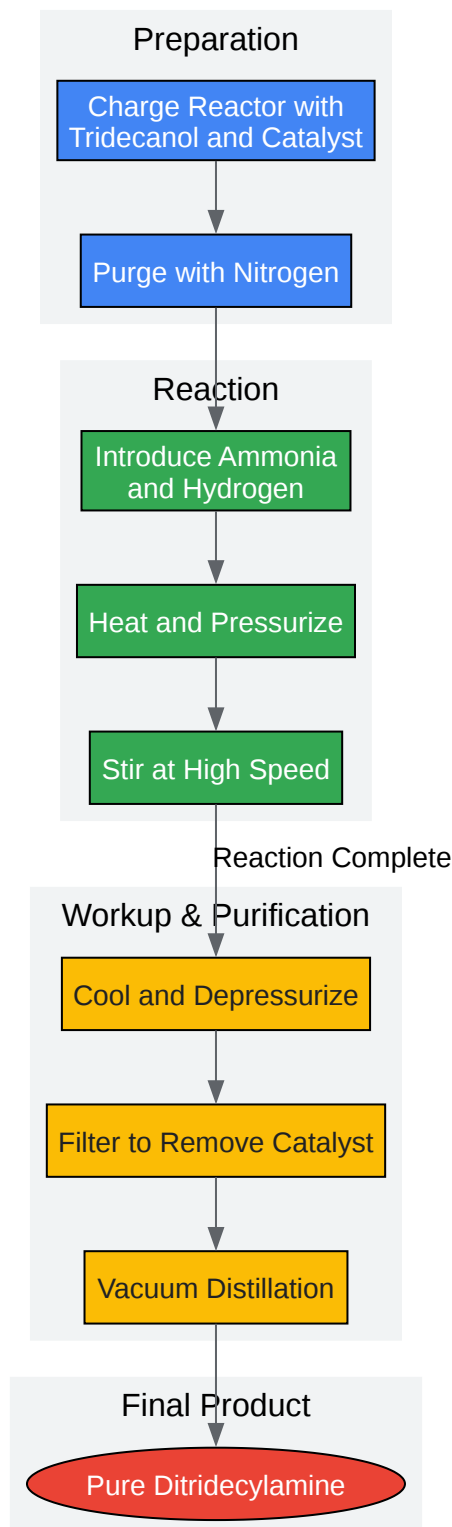 Preparation
Charge Reactor with
Tridecanol and Catalyst
Purge with Nitrogen
Reaction
Introduce Ammonia
and Hydrogen
Heat and Pressurize
Stir at High Speed
Reaction Complete
Workup & Purification
Cool and Depressurize
Filter to Remove Catalyst
Vacuum Distillation
Final Product
Pure Ditridecylamine